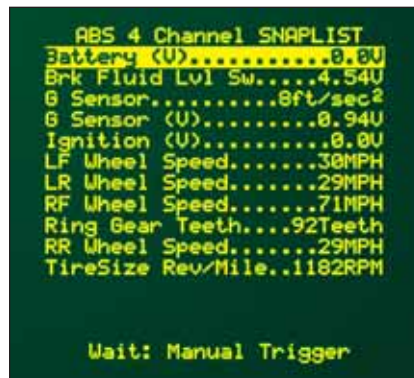 ABS 4 Channel SNAPLIST
Battery (V)...........0.0V
Brk Fluid Lvl Sw.....4.54V
G Sensor..........8ft/sec²
G Sensor (V).........0.94V
Ignition (V)..........0.0V
LF Wheel Speed.......30MPH
LR Wheel Speed.......29MPH
RF Wheel Speed.......71MPH
Ring Gear Teeth....92Teeth
RR Wheel Speed.......29MPH
TireSize Rev/Mile..1182RPM
Wait: Manual Trigger